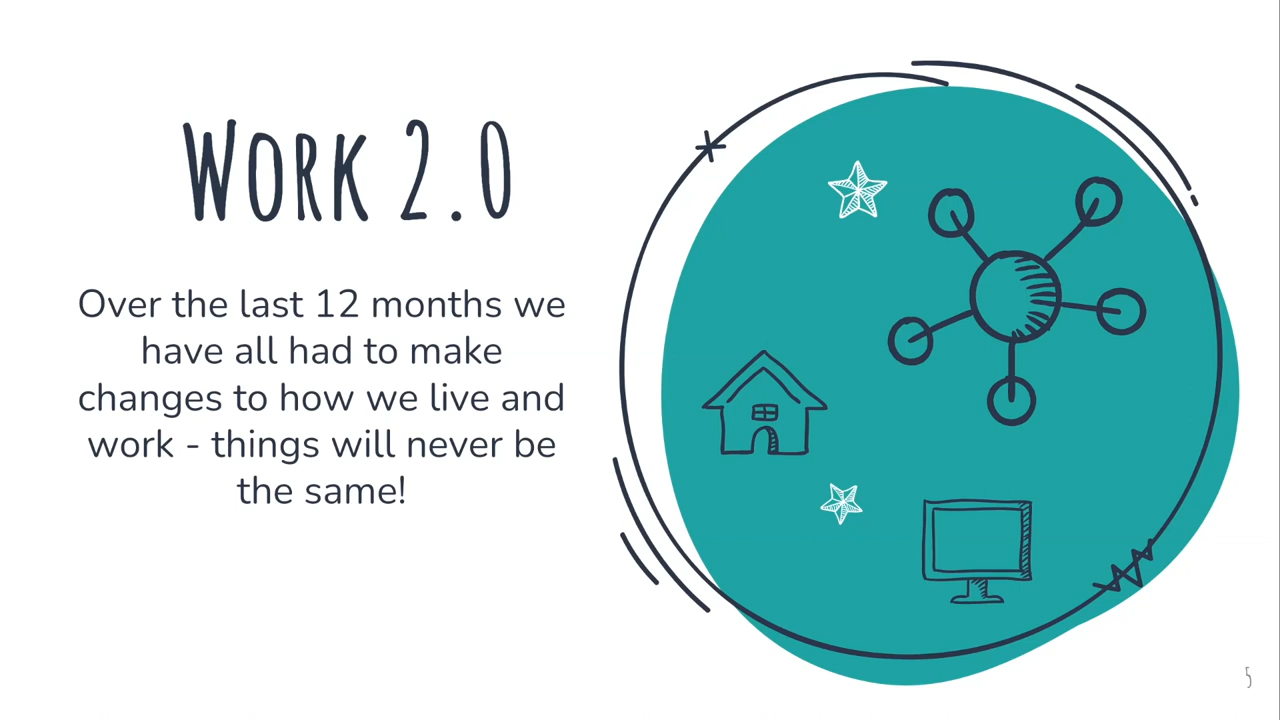 WORK 2.0
Over the last 12 months we
have all had to make
changes to how we live and
work - things will never be
the same!
5